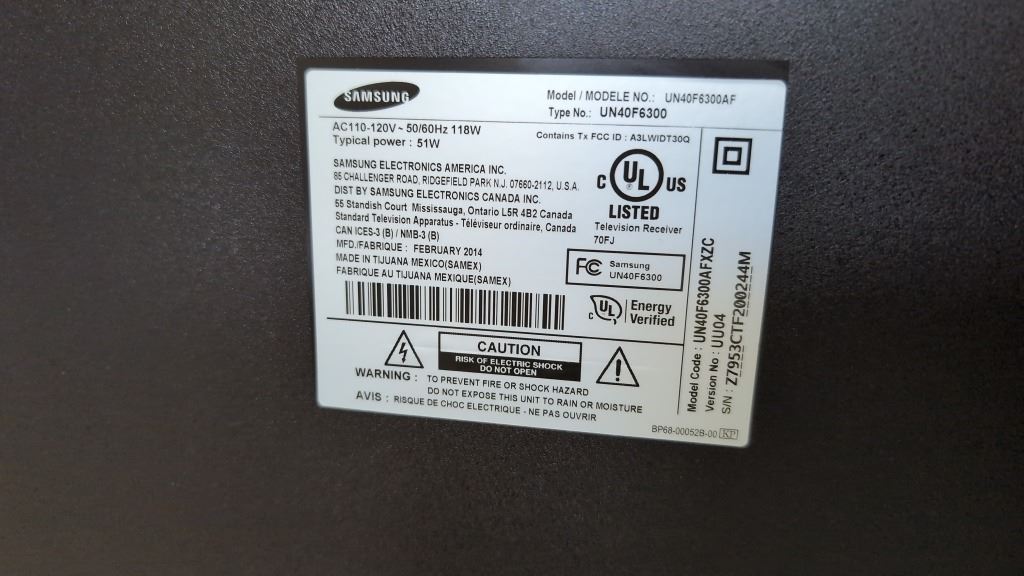 SAMSUNG
Model / MODELE NO.: UN40F6300AF
Type No.: UN40F6300
AC110-120V~ 50/60Hz 118W
Typical power : 51W
Contains Tx FCC ID : A3LWIDT30Q
SAMSUNG ELECTRONICS AMERICA INC.
85 CHALLENGER ROAD, RIDGEFIELD PARK N.J. 07660-2112, U.S.A.
DIST BY SAMSUNG ELECTRONICS CANADA INC.
55 Standish Court Mississauga, Ontario L5R 4B2 Canada
Standard Television Apparatus - Téléviseur ordinaire, Canada
CAN ICES-3 (B) / NMB-3 (B)
MFD./FABRIQUE : FEBRUARY 2014
MADE IN TIJUANA MEXICO(SAMEX)
FABRIQUE AU TIJUANA MEXIQUE(SAMEX)
C UL US
LISTED
Television Receiver
70FJ
FC Samsung
UN40F6300
C UL Energy
Verified
CAUTION
RISK OF ELECTRIC SHOCK
DO NOT OPEN
WARNING : TO PREVENT FIRE OR SHOCK HAZARD
DO NOT EXPOSE THIS UNIT TO RAIN OR MOISTURE
AVIS : RISQUE DE CHOC ELECTRIQUE - NE PAS OUVRIR
Model Code : UN40F6300AFXZC
Version No : UU04
S/N : Z7953CTF200244M
BP68-00052B-00 KP